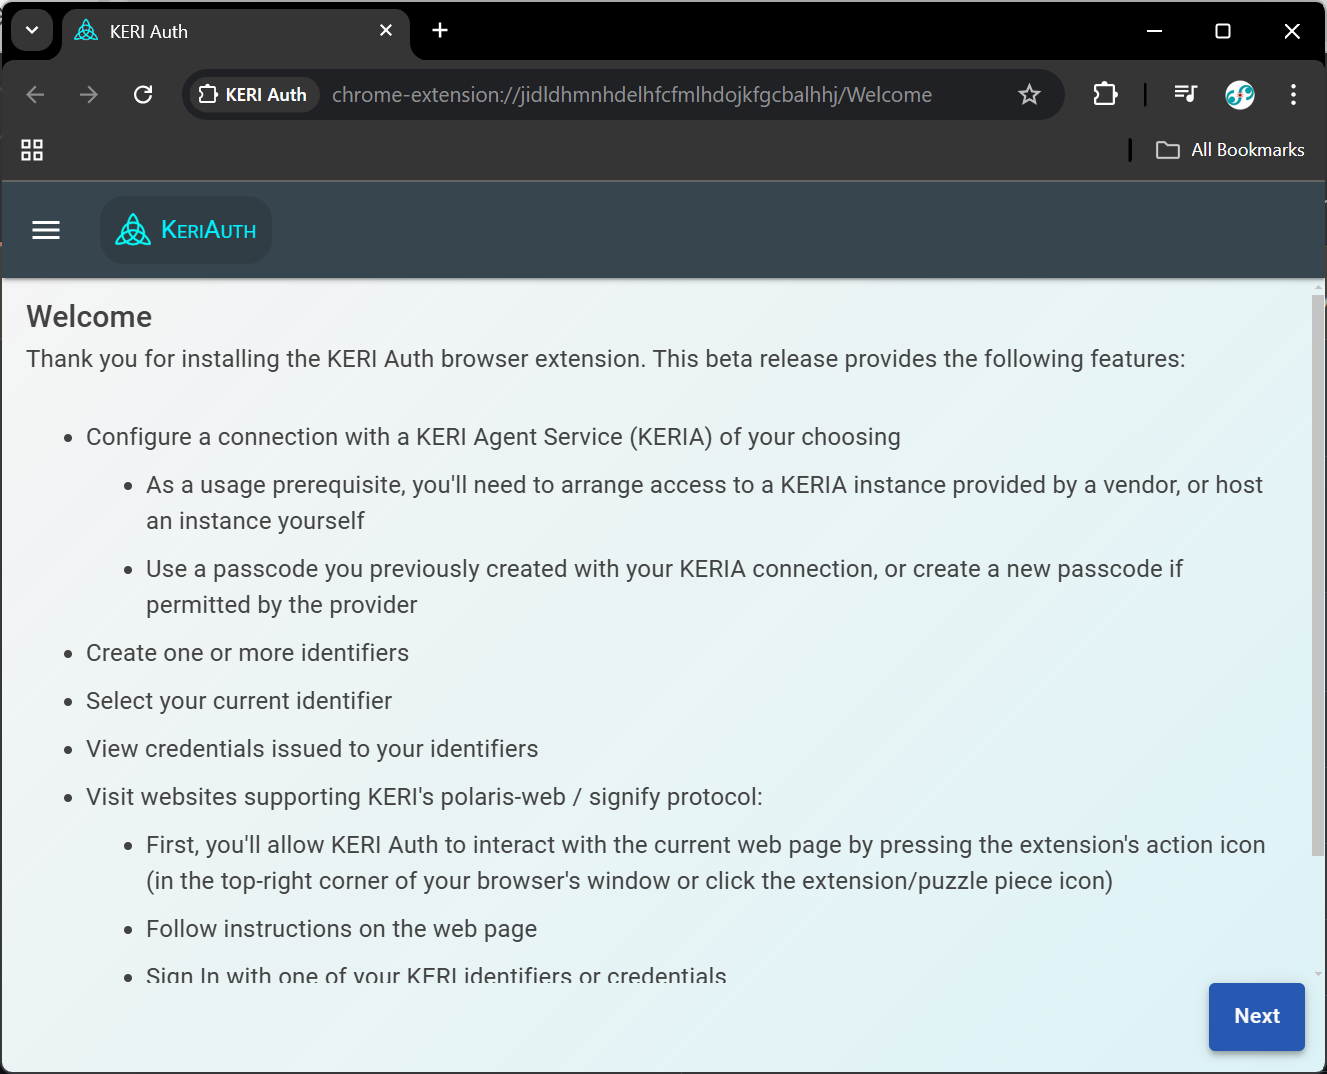 KERI Auth
KERI Auth chrome-extension://jidldhmnhdelhfcfmlhdojkfgcbalhhj/Welcome
All Bookmarks
KeriAuth
Welcome
Thank you for installing the KERI Auth browser extension. This beta release provides the following features:
Configure a connection with a KERI Agent Service (KERIA) of your choosing
As a usage prerequisite, you'll need to arrange access to a KERIA instance provided by a vendor, or host
an instance yourself
Use a passcode you previously created with your KERIA connection, or create a new passcode if
permitted by the provider
Create one or more identifiers
Select your current identifier
View credentials issued to your identifiers
Visit websites supporting KERI's polaris-web / signify protocol:
First, you'll allow KERI Auth to interact with the current web page by pressing the extension's action icon
(in the top-right corner of your browser's window or click the extension/puzzle piece icon)
Follow instructions on the web page
Sign In with one of your KERI identifiers or credentials
Next